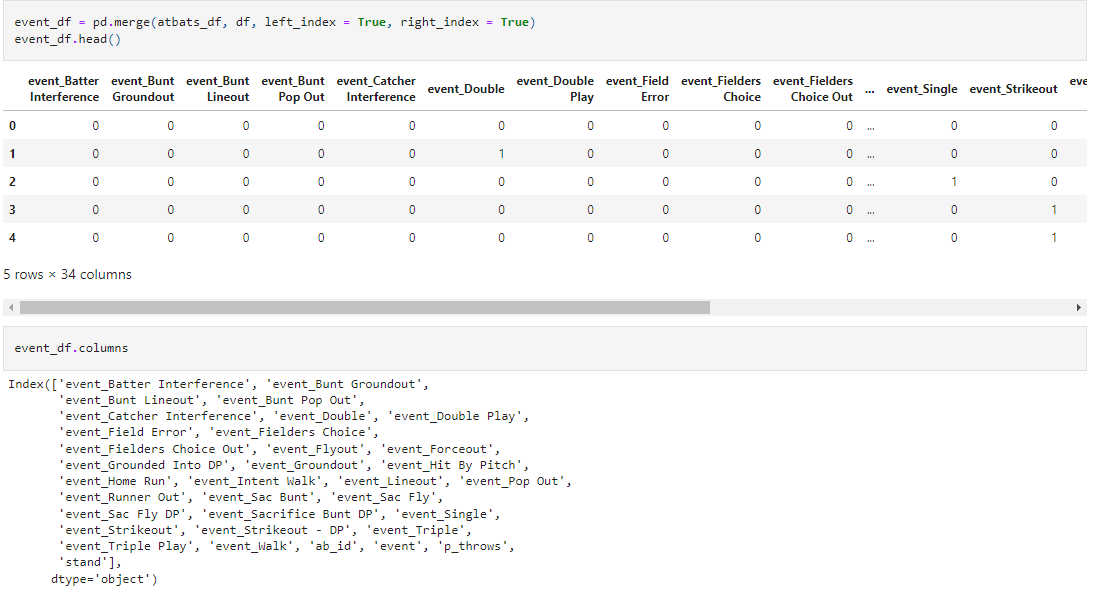 event_df = pd.merge(atbats_df, df, left_index = True, right_index = True)
event_df.head()
event_Batter Interference event_Bunt Groundout event_Bunt Lineout event_Bunt Pop Out event_Catcher Interference event_Double event_Double Play event_Field Error event_Fielders Choice event_Fielders Choice Out ... event_Single event_Strikeout eve
0 0 0 0 0 0 0 0 0 0 0 ... 0 0
1 0 0 0 0 0 1 0 0 0 0 ... 0 0
2 0 0 0 0 0 0 0 0 0 0 ... 1 0
3 0 0 0 0 0 0 0 0 0 0 ... 0 1
4 0 0 0 0 0 0 0 0 0 0 ... 0 1
5 rows × 34 columns
event_df.columns
Index(['event_Batter Interference', 'event_Bunt Groundout',
'event_Bunt Lineout', 'event_Bunt Pop Out',
'event_Catcher Interference', 'event_Double', 'event_Double Play',
'event_Field Error', 'event_Fielders Choice',
'event_Fielders Choice Out', 'event_Flyout', 'event_Forceout',
'event_Grounded Into DP', 'event_Groundout', 'event_Hit By Pitch',
'event_Home Run', 'event_Intent Walk', 'event_Lineout', 'event_Pop Out',
'event_Runner Out', 'event_Sac Bunt', 'event_Sac Fly',
'event_Sac Fly DP', 'event_Sacrifice Bunt DP', 'event_Single',
'event_Strikeout', 'event_Strikeout - DP', 'event_Triple',
'event_Triple Play', 'event_Walk', 'ab_id', 'event', 'p_throws',
'stand'],
dtype='object')